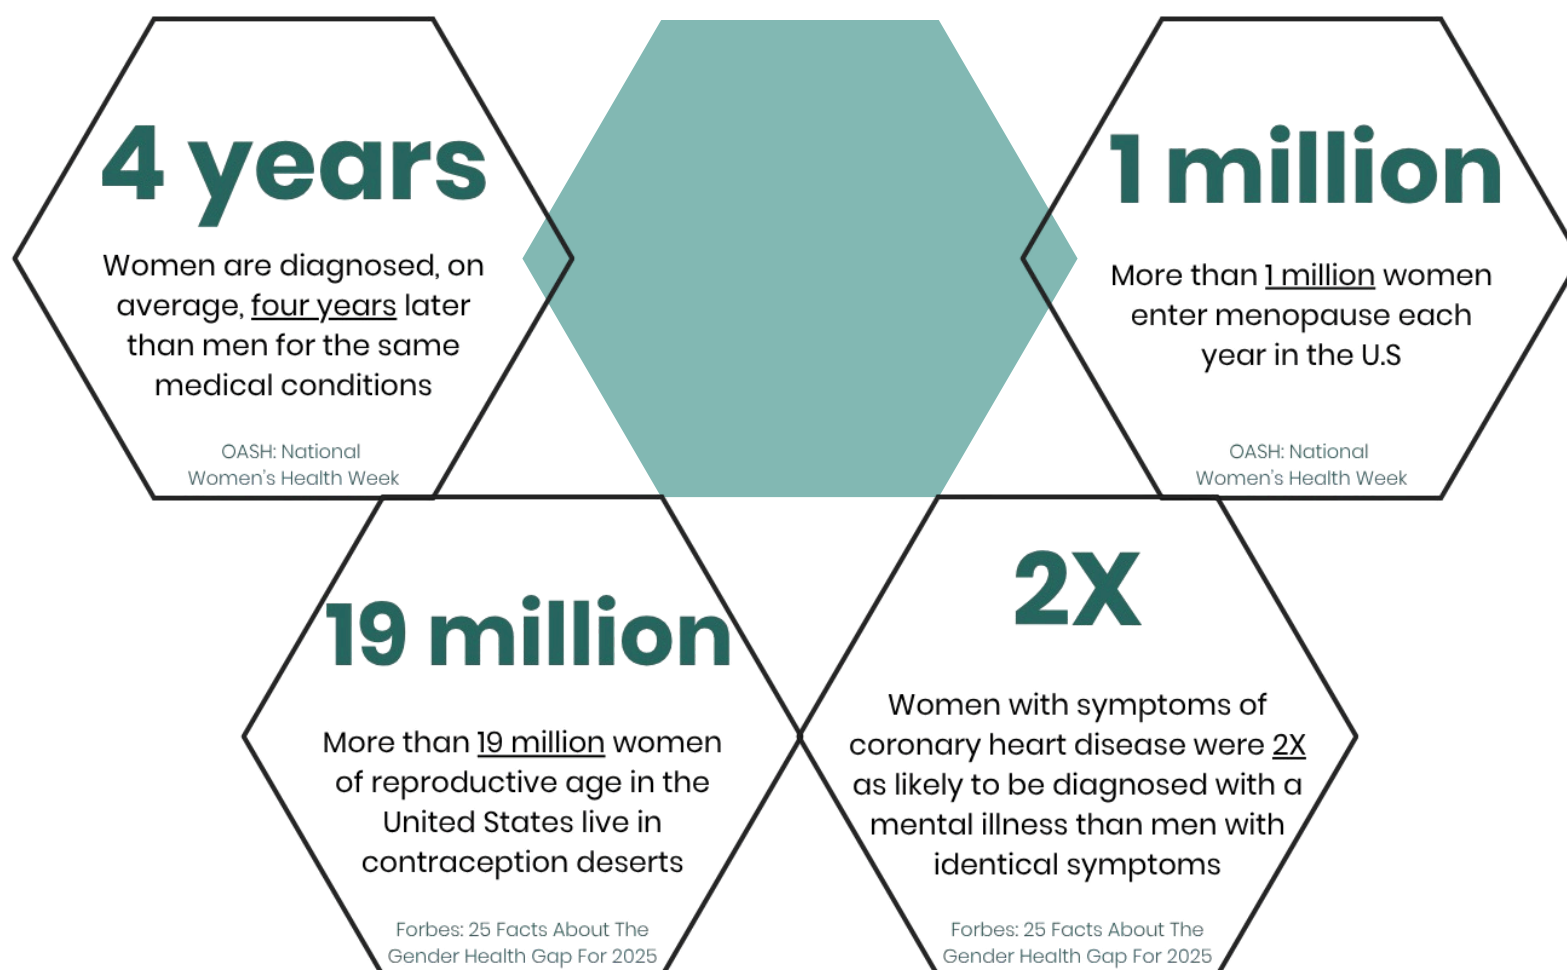 4 years
Women are diagnosed, on
average, four years later
than men for the same
medical conditions
OASH: National
Women's Health Week
1 million
More than 1 million women
enter menopause each
year in the U.S
OASH: National
Women's Health Week
19 million
More than 19 million women
of reproductive age in the
United States live in
contraception deserts
Forbes: 25 Facts About The
Gender Health Gap For 2025
2X
Women with symptoms of
coronary heart disease were 2X
as likely to be diagnosed with a
mental illness than men with
identical symptoms
Forbes: 25 Facts About The
Gender Health Gap For 2025